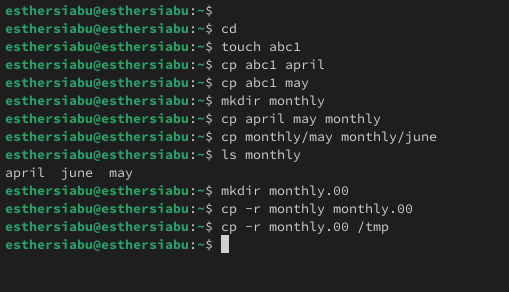 esthersiabu@esthersiabu:~$
esthersiabu@esthersiabu:~$ cd
esthersiabu@esthersiabu:~$ touch abc1
esthersiabu@esthersiabu:~$ cp abc1 april
esthersiabu@esthersiabu:~$ cp abc1 may
esthersiabu@esthersiabu:~$ mkdir monthly
esthersiabu@esthersiabu:~$ cp april may monthly
esthersiabu@esthersiabu:~$ cp monthly/may monthly/june
esthersiabu@esthersiabu:~$ ls monthly
april  june  may
esthersiabu@esthersiabu:~$ mkdir monthly.00
esthersiabu@esthersiabu:~$ cp -r monthly monthly.00
esthersiabu@esthersiabu:~$ cp -r monthly.00 /tmp
esthersiabu@esthersiabu:~$